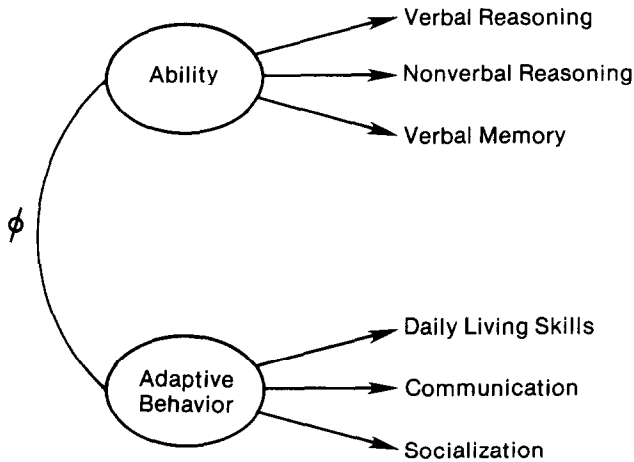 Verbal Reasoning
Ability
Nonverbal Reasoning
Verbal Memory
ϕ
Daily Living Skills
Adaptive
Behavior
Communication
Socialization